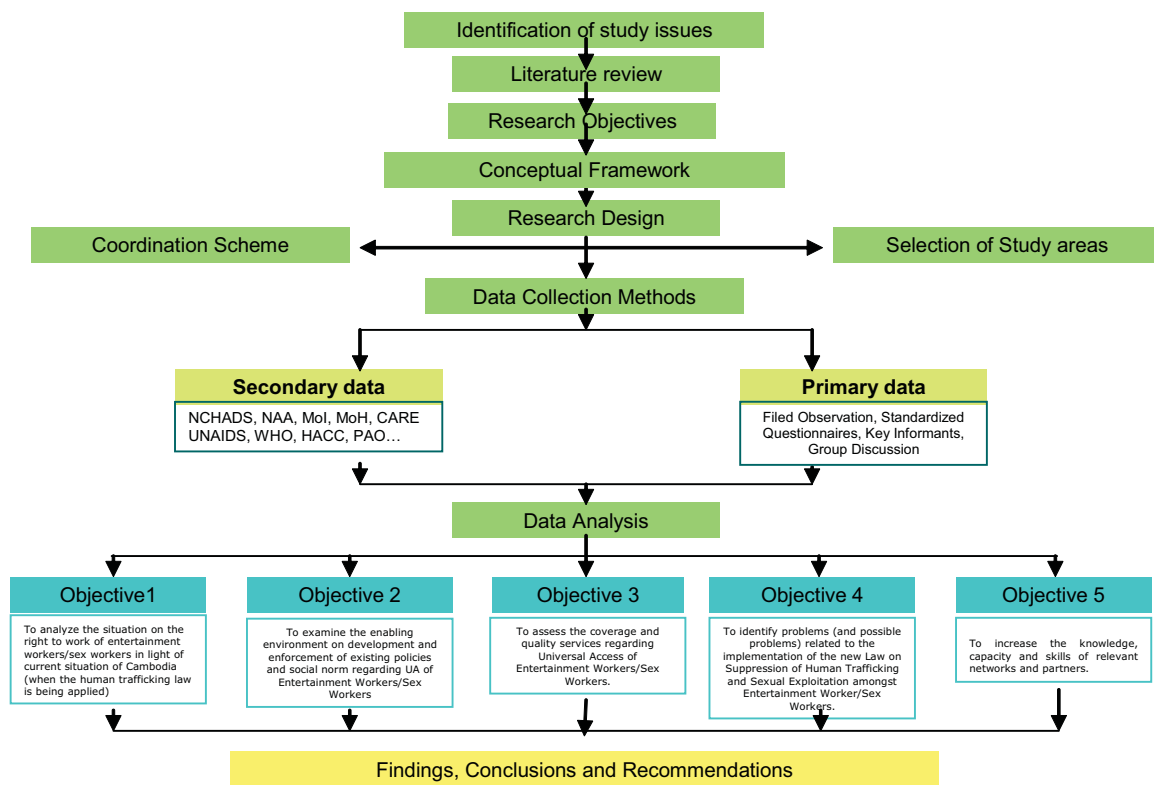 Identification of study issues
Literature review
Research Objectives
Conceptual Framework
Research Design
Coordination Scheme
Selection of Study areas
Data Collection Methods
Secondary data
NCHADS, NAA, MoI, MoH, CARE
UNAIDS, WHO, HACC, PAO…
Primary data
Filed Observation, Standardized
Questionnaires, Key Informants,
Group Discussion
Data Analysis
Objective1
To analyze the situation on the
right to work of entertainment
workers/sex workers in light of
current situation of Cambodia
(when the human trafficking law
is being applied)
Objective 2
To examine the enabling
environment on development and
enforcement of existing policies
and social norm regarding UA of
Entertainment Workers/Sex
Workers
Objective 3
To assess the coverage and
quality services regarding
Universal Access of
Entertainment Workers/Sex
Workers.
Objective 4
To identify problems (and possible
problems) related to the
implementation of the new Law on
Suppression of Human Trafficking
and Sexual Exploitation amongst
Entertainment Worker/Sex
Workers.
Objective 5
To increase the knowledge,
capacity and skills of relevant
networks and partners.
Findings, Conclusions and Recommendations